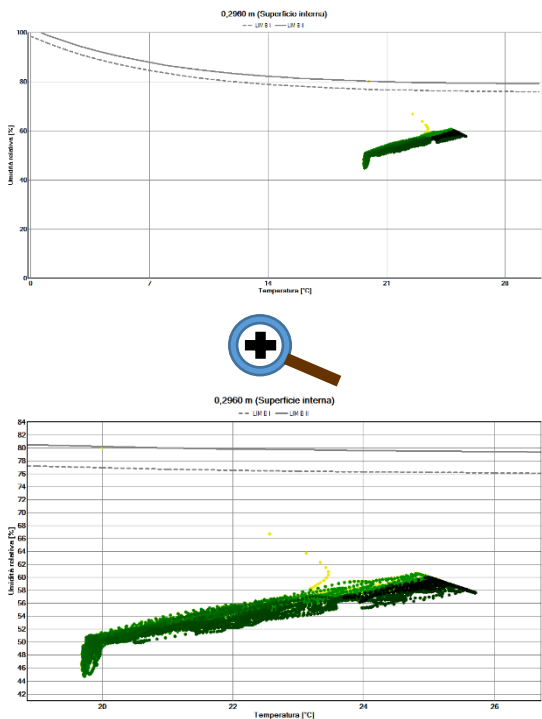 0,2960 m (Superficie interna)
LIM B I LIM B II
100
80
60
40
20
0
Umidità relativa [%]
0 7 14 21 28
Temperatura [°C]
0,2960 m (Superficie interna)
LIM B I LIM B II
84
82
80
78
76
74
72
70
68
66
64
62
60
58
56
54
52
50
48
46
44
42
Umidità relativa [%]
20 22 24 26
Temperatura [°C]